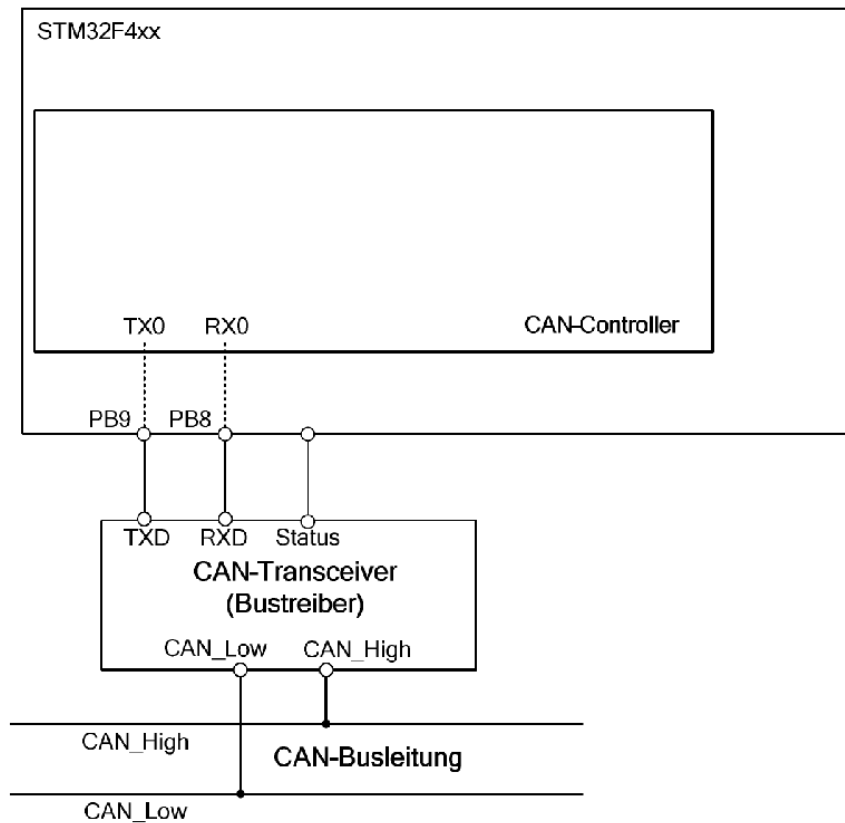 STM32F4xx
TX0 RX0 CAN-Controller
PB9 PB8
TXD RXD Status
CAN-Transceiver
(Bustreiber)
CAN_Low CAN_High
CAN_High
CAN-Busleitung
CAN_Low